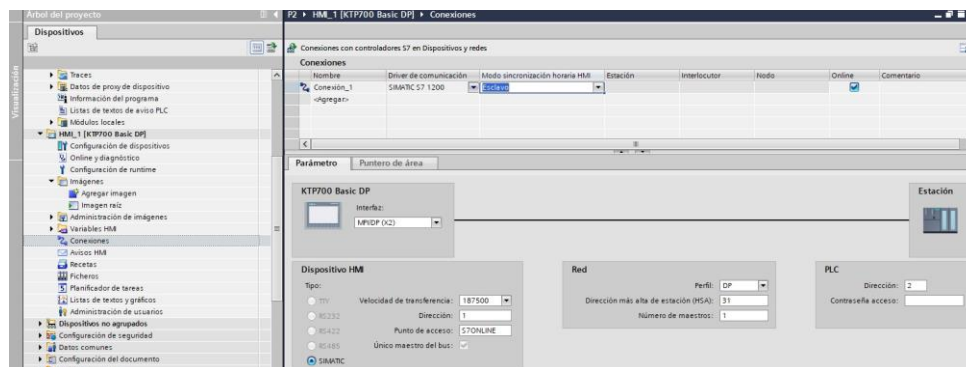 Árbol del proyecto
P2 ▸ HMI_1 [KTP700 Basic DP] ▸ Conexiones
Dispositivos
Visualización
Traces
Datos de proxy de dispositivo
Información del programa
Listas de textos de aviso PLC
Módulos locales
HMI_1 [KTP700 Basic DP]
Configuración de dispositivos
Online y diagnóstico
Configuración de runtime
Imágenes
Agregar imagen
Imagen raíz
Administración de imágenes
Variables HMI
Conexiones
Avisos HMI
Recetas
Ficheros
Planificador de tareas
Listas de textos y gráficos
Administración de usuarios
Dispositivos no agrupados
Configuración de seguridad
Datos comunes
Configuración del documento
Conexiones con controladores S7 en Dispositivos y redes
Conexiones
Nombre Driver de comunicación Modo sincronización horaria HMI Estación Interlocutor Nodo Online Comentario
Conexión_1 SIMATIC S7 1200 Esclavo
<Agregar>
Parámetro Puntero de área
KTP700 Basic DP
Interfaz:
MPI/DP (X2)
Estación
Dispositivo HMI
Tipo:
TTY
RS232
RS422
RS485
SIMATIC
Velocidad de transferencia: 187500
Dirección: 1
Punto de acceso: S7ONLINE
Único maestro del bus:
Red
Perfil: DP
Dirección más alta de estación (HSA): 31
Número de maestros: 1
PLC
Dirección: 2
Contraseña acceso: